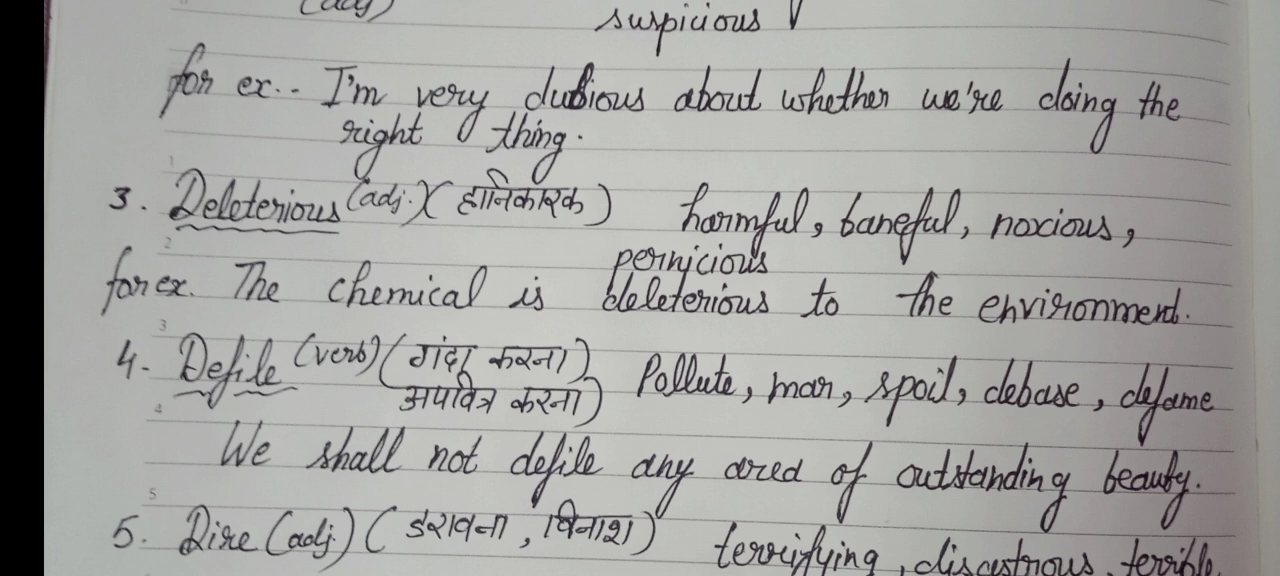 (adj)
suspicious
for ex.. I'm very dubious about whether we're doing the
right thing.
3. Deleterious (adj.) (हानिकारक) harmful, baneful, noxious,
pernicious
for ex. The chemical is deleterious to the environment.
4. Defile (verb) (गंदा करना) Pollute, mar, spoil, debase, defame
अपवित्र करना)
We shall not defile any area of outstanding beauty.
5. Dire (adj.) (डरावना, विनाश) terrifying, disastrous, terrible